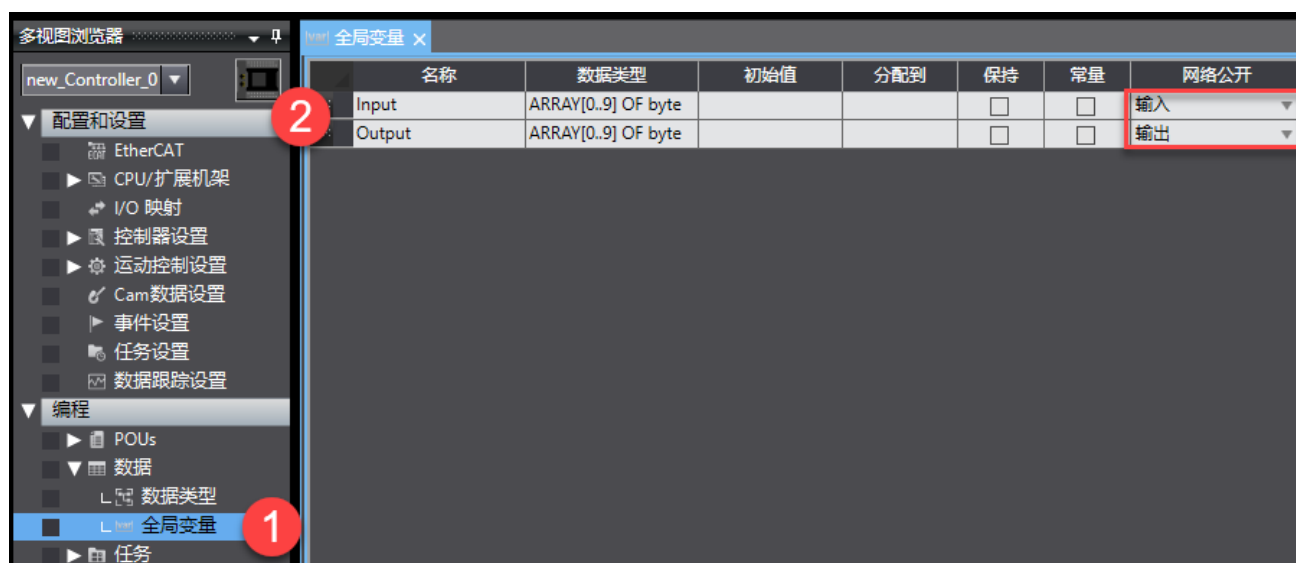 多视图浏览器
new_Controller_0
配置和设置
EtherCAT
CPU/扩展机架
I/O 映射
控制器设置
运动控制设置
Cam数据设置
事件设置
任务设置
数据跟踪设置
编程
POUs
数据
数据类型
全局变量
任务
1
2
全局变量
名称 数据类型 初始值 分配到 保持 常量 网络公开
Input ARRAY[0..9] OF byte 输入
Output ARRAY[0..9] OF byte 输出